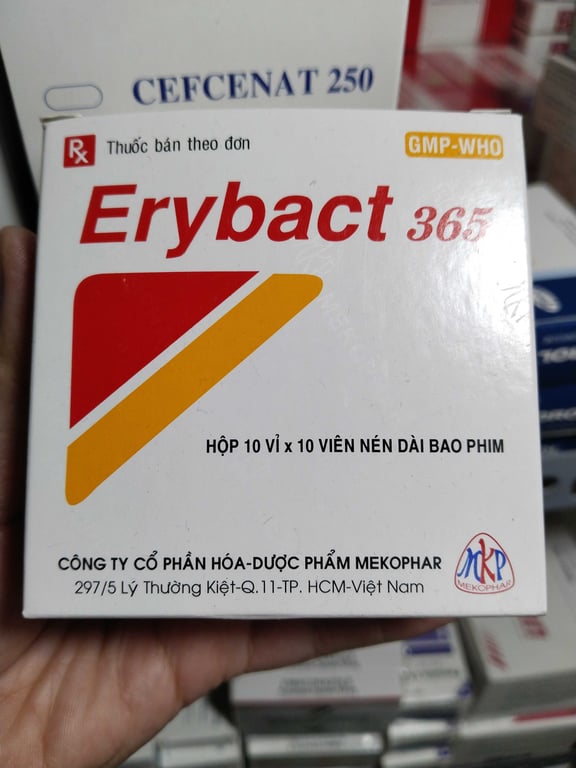 CEFCENAT 250
Rx Thuốc bán theo đơn
GMP-WHO
Erybact 365
HỘP 10 VỈ x 10 VIÊN NÉN DÀI BAO PHIM
CÔNG TY CỔ PHẦN HÓA-DƯỢC PHẨM MEKOPHAR
297/5 Lý Thường Kiệt-Q.11-TP. HCM-Việt Nam
MKP
MEKOPHAR